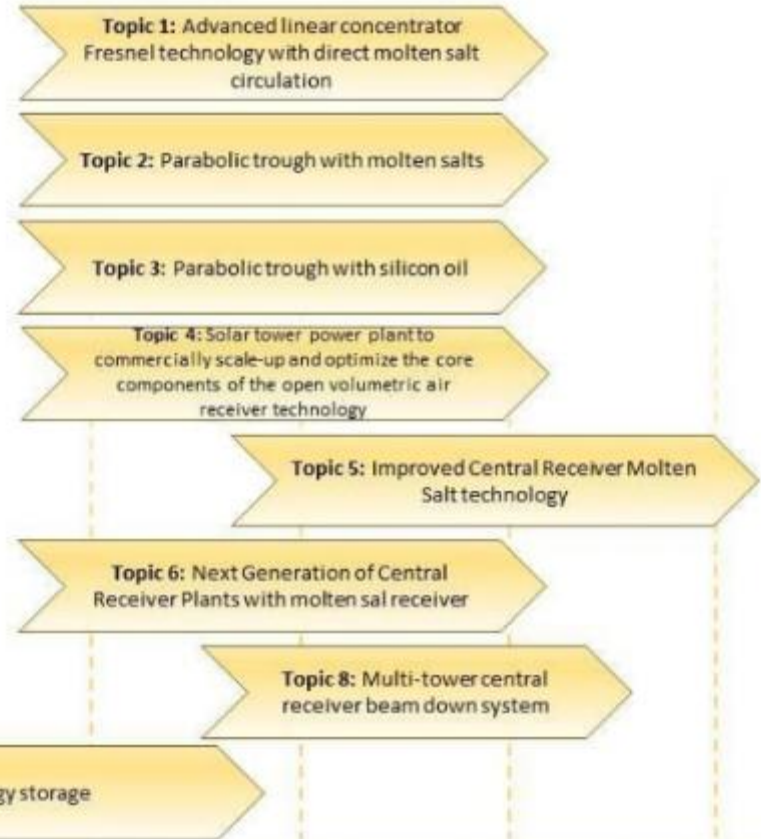 Topic 1: Advanced linear concentrator
Fresnel technology with direct molten salt
circulation
Topic 2: Parabolic trough with molten salts
Topic 3: Parabolic trough with silicon oil
Topic 4: Solar tower power plant to
commercially scale-up and optimize the core
components of the open volumetric air
receiver technology
Topic 5: Improved Central Receiver Molten
Salt technology
Topic 6: Next Generation of Central
Receiver Plants with molten sal receiver
Topic 8: Multi-tower central
receiver beam down system
gy storage